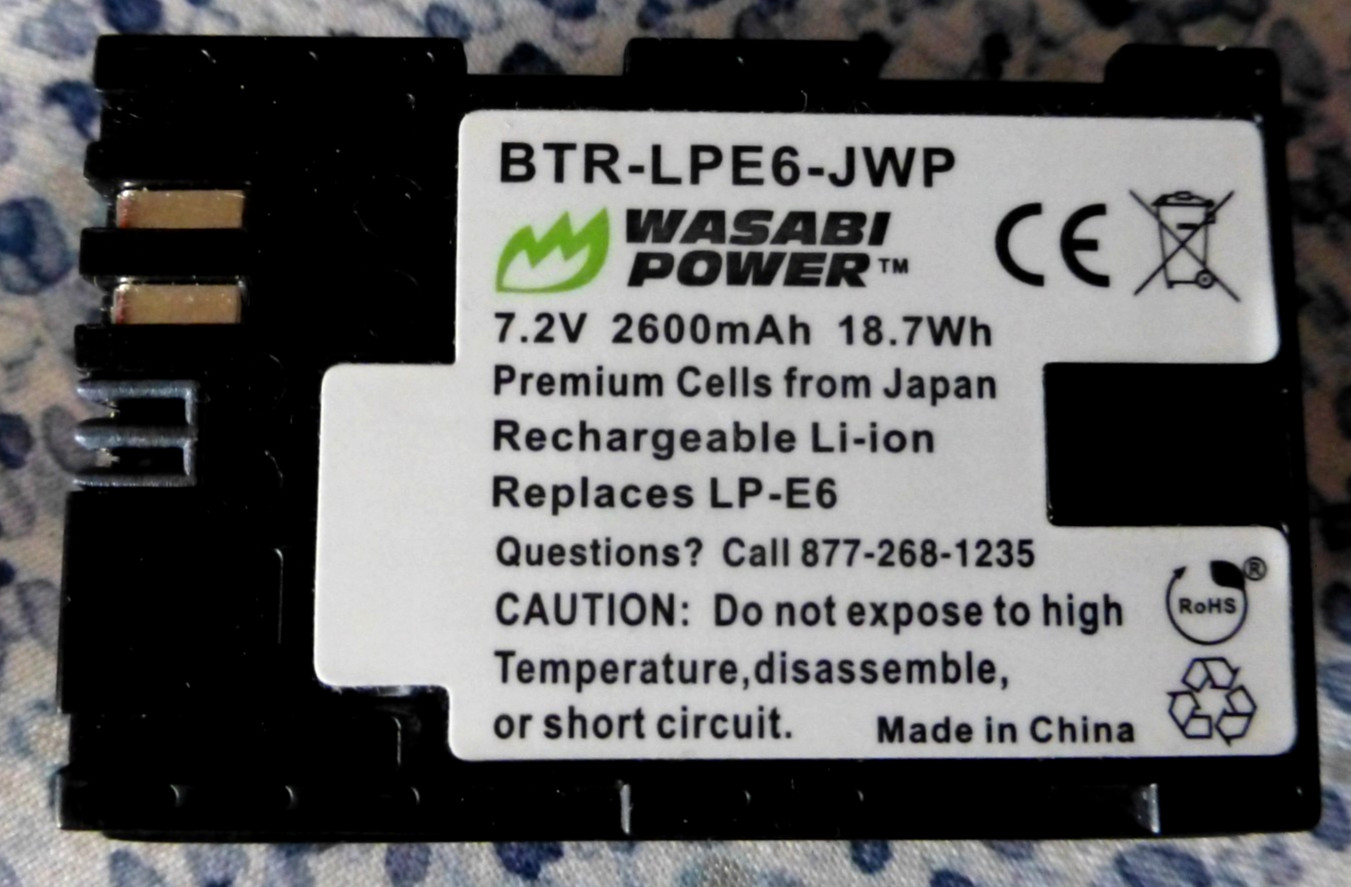 BTR-LPE6-JWP
WASABI
POWER™
CE
7.2V 2600mAh 18.7Wh
Premium Cells from Japan
Rechargeable Li-ion
Replaces LP-E6
Questions? Call 877-268-1235
CAUTION: Do not expose to high
Temperature,disassemble,
or short circuit.
Made in China
RoHS ®